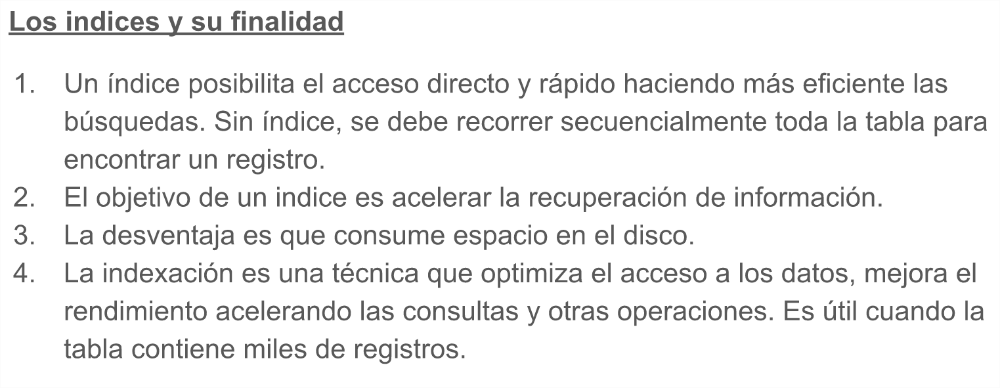 Los indices y su finalidad
1. Un índice posibilita el acceso directo y rápido haciendo más eficiente las
búsquedas. Sin índice, se debe recorrer secuencialmente toda la tabla para
encontrar un registro.
2. El objetivo de un indice es acelerar la recuperación de información.
3. La desventaja es que consume espacio en el disco.
4. La indexación es una técnica que optimiza el acceso a los datos, mejora el
rendimiento acelerando las consultas y otras operaciones. Es útil cuando la
tabla contiene miles de registros.